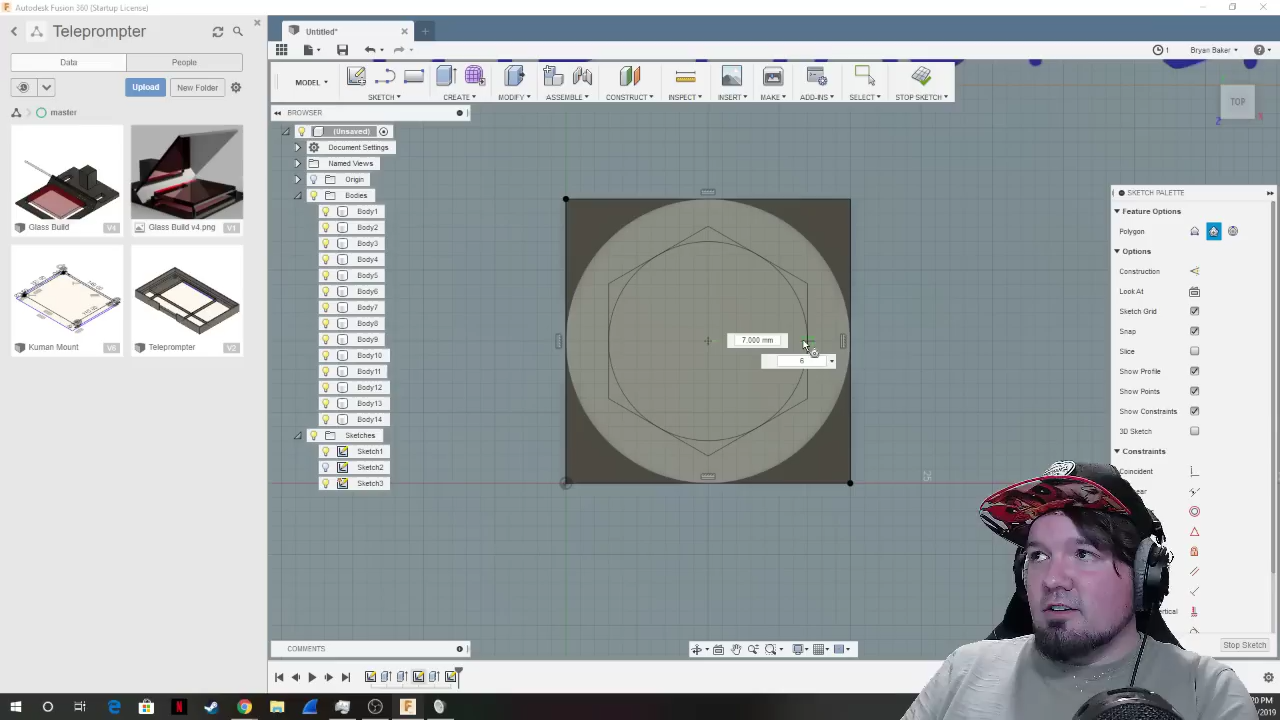 Autodesk Fusion 360 (Startup License)
Teleprompter
Data
People
Upload
New Folder
master
Glass Build
V4
Glass Build v4.png
V1
Kuman Mount
Teleprompter
V2
Untitled*
1
Bryan Baker
MODEL
SKETCH
CREATE
MODIFY
ASSEMBLE
CONSTRUCT
INSPECT
INSERT
MAKE
ADD-INS
SELECT
STOP SKETCH
BROWSER
(Unsaved)
Document Settings
Named Views
Origin
Bodies
Body1
Body2
Body3
Body4
Body5
Body6
Body7
Body8
Body9
Body10
Body11
Body12
Body13
Body14
Sketches
Sketch1
Sketch2
Sketch3
7.000 mm
6
25
TOP
Z
X
SKETCH PALETTE
Feature Options
Polygon
Options
Construction
Look At
Sketch Grid
Snap
Slice
Show Profile
Show Points
Show Constraints
3D Sketch
Constraints
Coincident
Stop Sketch
COMMENTS